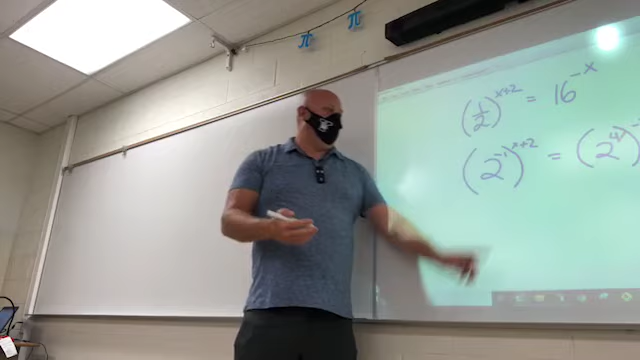 π π
(1/2)^(x+2) = 16^(-x)
(2^(-1))^(x+2) = (2^4)^-